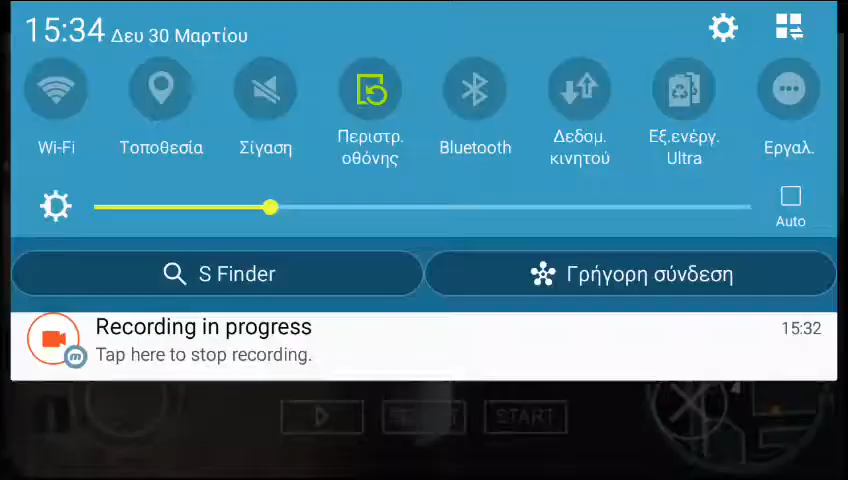 15:34 Δευ 30 Μαρτίου
Wi-Fi
Τοποθεσία
Σίγαση
Περιστρ.
οθόνης
Bluetooth
Δεδομ.
κινητού
Εξ.ενέργ.
Ultra
Εργαλ.
Auto
S Finder
Γρήγορη σύνδεση
Recording in progress
15:32
Tap here to stop recording.
SELECT
START